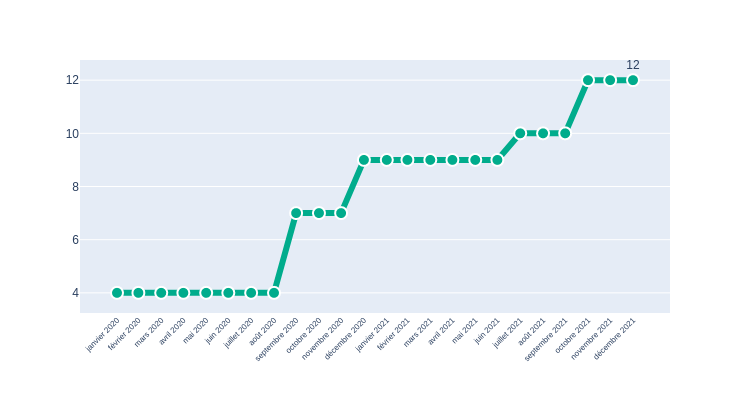 12
12
10
8
6
4
janvier 2020
février 2020
mars 2020
avril 2020
mai 2020
juin 2020
juillet 2020
août 2020
septembre 2020
octobre 2020
novembre 2020
décembre 2020
janvier 2021
février 2021
mars 2021
avril 2021
mai 2021
juin 2021
juillet 2021
août 2021
septembre 2021
octobre 2021
novembre 2021
décembre 2021